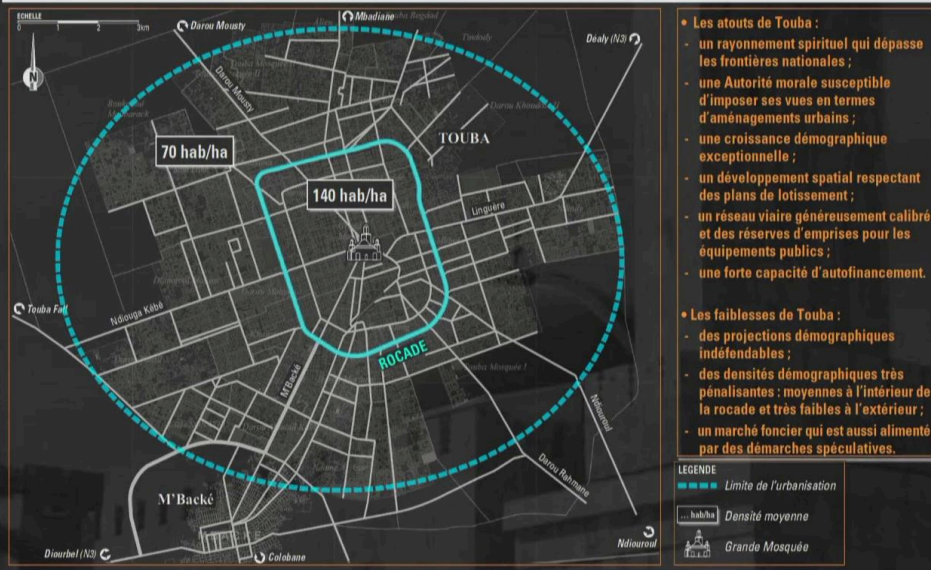 ECHELLE
0 1 2 3km
N
Darou Mousty
Mbadiane
Déaly (N3)
Darou Mousty
TOUBA
70 hab/ha
140 hab/ha
Linguère
Touba Fall
Ndiouga Kébé
ROCADE
M'Backé
Touba Mosquée I
Ndiouroul
Darou Rahmane
M'Backé
Diourbel (N3)
Colobane
Ndiouroul
• Les atouts de Touba :
- un rayonnement spirituel qui dépasse
les frontières nationales ;
- une Autorité morale susceptible
d'imposer ses vues en termes
d'aménagements urbains ;
- une croissance démographique
exceptionnelle ;
- un développement spatial respectant
des plans de lotissement ;
- un réseau viaire généreusement calibré
et des réserves d'emprises pour les
équipements publics ;
- une forte capacité d'autofinancement.
• Les faiblesses de Touba :
- des projections démographiques
indéfendables ;
- des densités démographiques très
pénalisantes : moyennes à l'intérieur de
la rocade et très faibles à l'extérieur ;
- un marché foncier qui est aussi alimenté
par des démarches spéculatives.
LEGENDE
Limite de l'urbanisation
... hab/ha Densité moyenne
Grande Mosquée